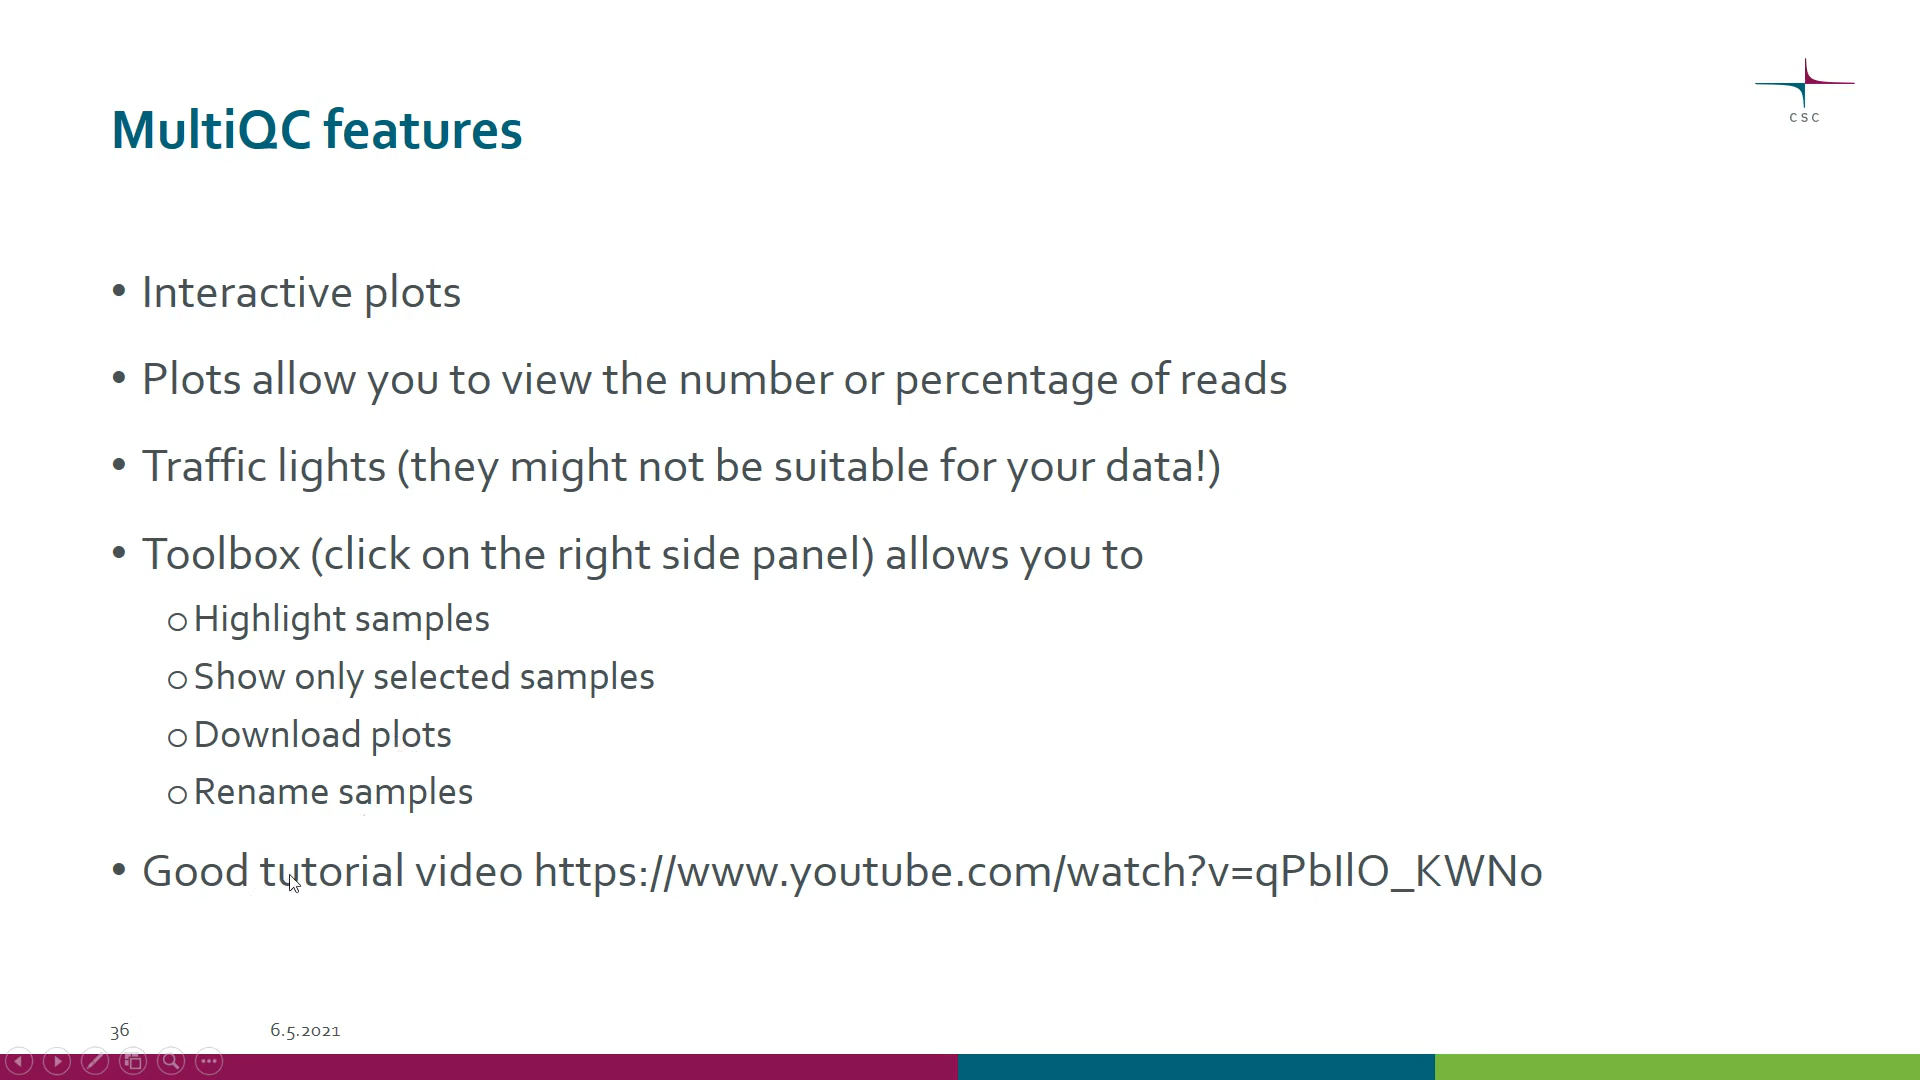 MultiQC features
CSC
• Interactive plots
• Plots allow you to view the number or percentage of reads
• Traffic lights (they might not be suitable for your data!)
• Toolbox (click on the right side panel) allows you to
o Highlight samples
o Show only selected samples
o Download plots
o Rename samples
• Good tutorial video https://www.youtube.com/watch?v=qPbIlO_KWN0
36
6.5.2021